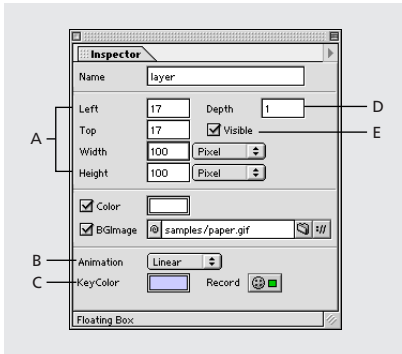 Inspector
Name layer
Left 17 Depth 1 D
A Top 17 Visible E
Width 100 Pixel
Height 100 Pixel
Color
BGImage samples/paper.gif
B Animation Linear
C KeyColor Record
Floating Box